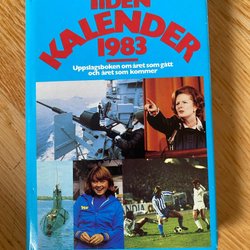 TIDEN
KALENDER
1983
Uppslagsboken om året som gått
och året som kommer